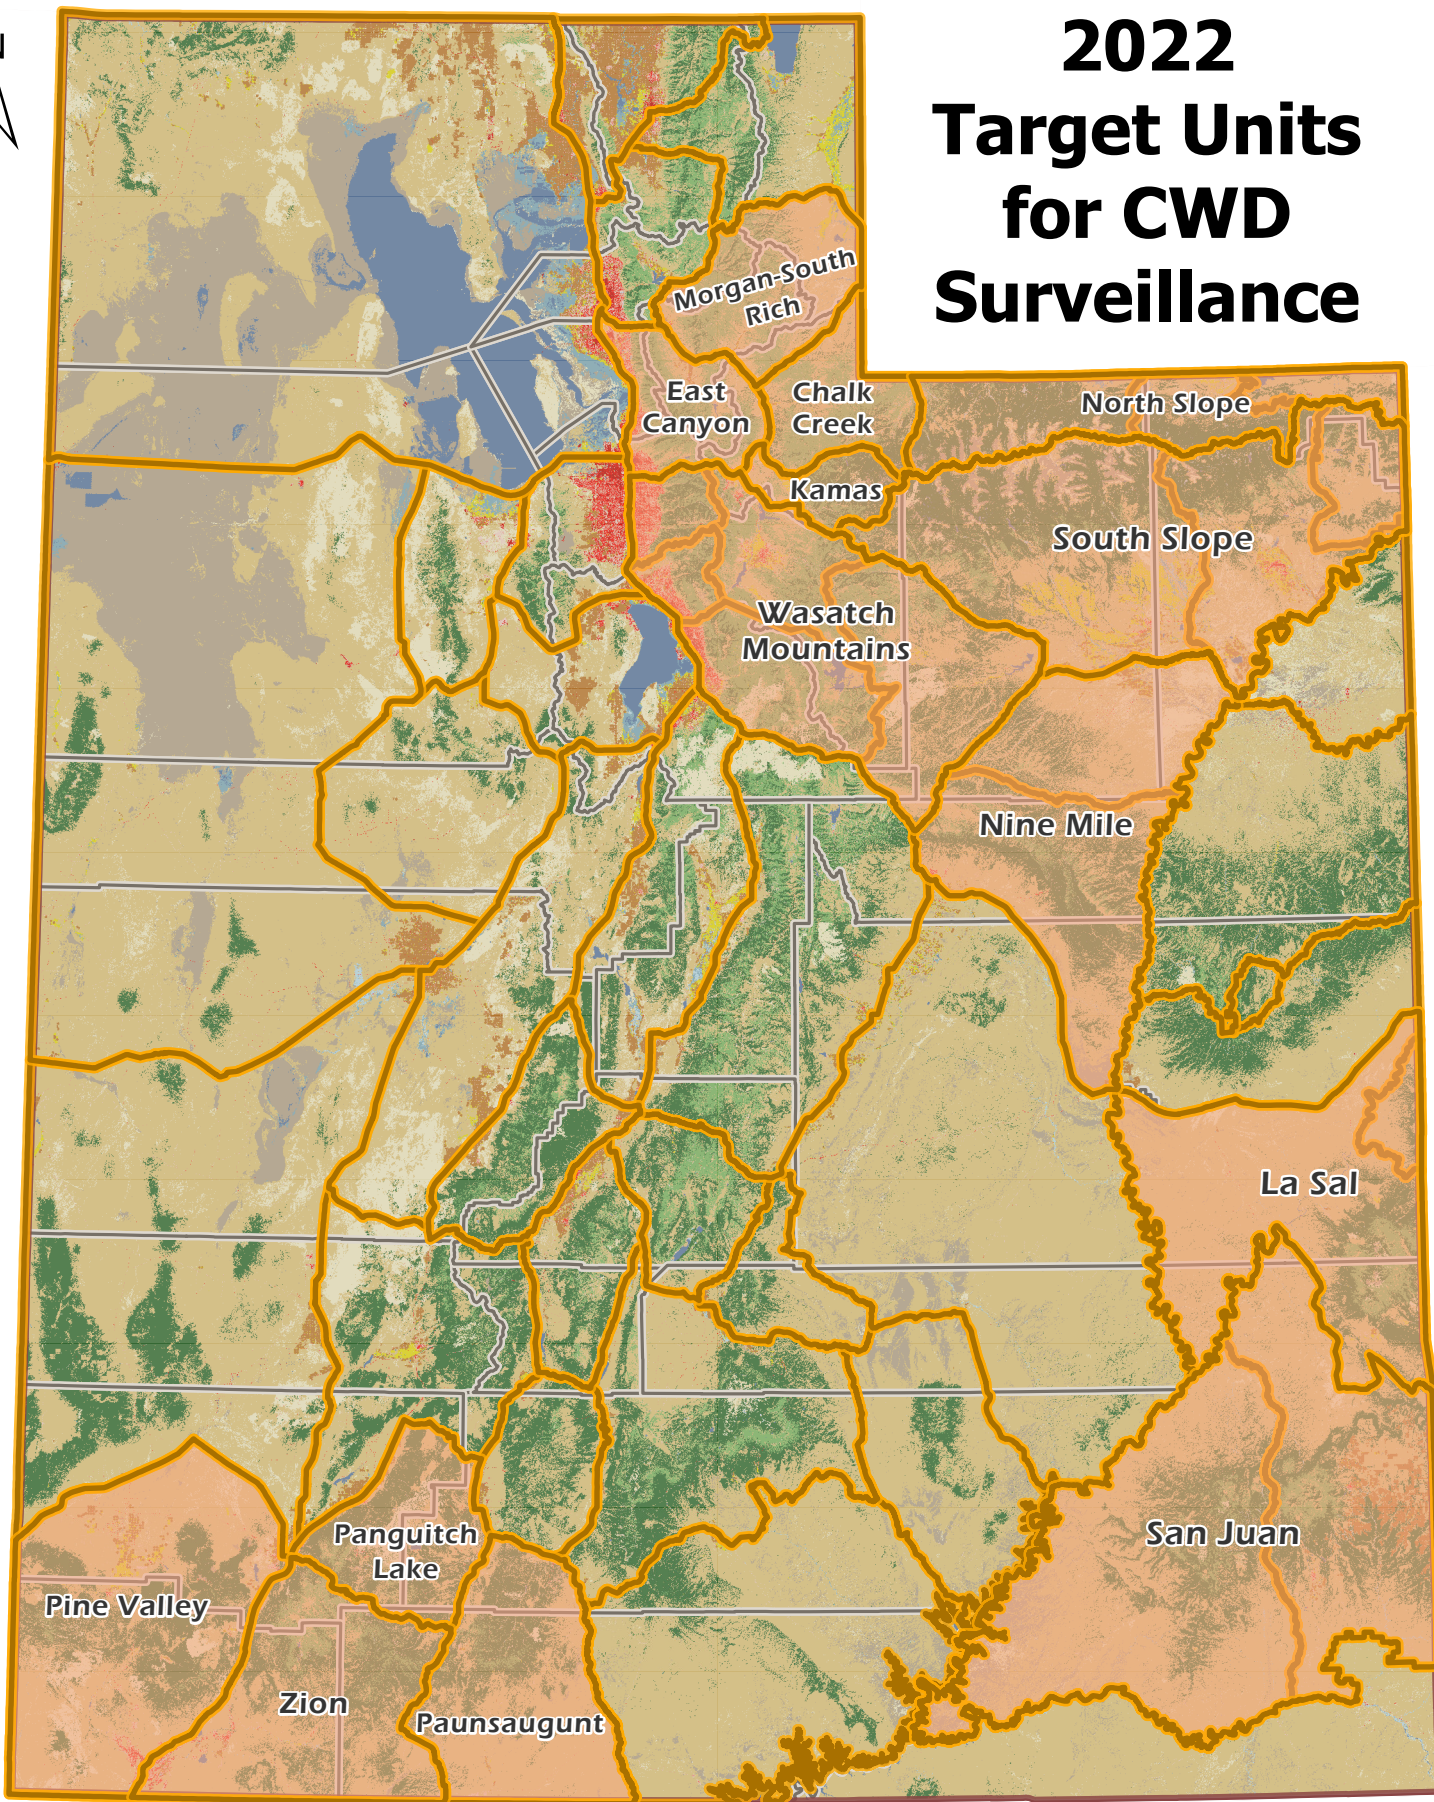 2022
Target Units
for CWD
Surveillance
Morgan-South
Rich
East
Canyon
Chalk
Creek
North Slope
Kamas
South Slope
Wasatch
Mountains
Nine Mile
La Sal
San Juan
Panguitch
Lake
Pine Valley
Zion
Paunsaugunt